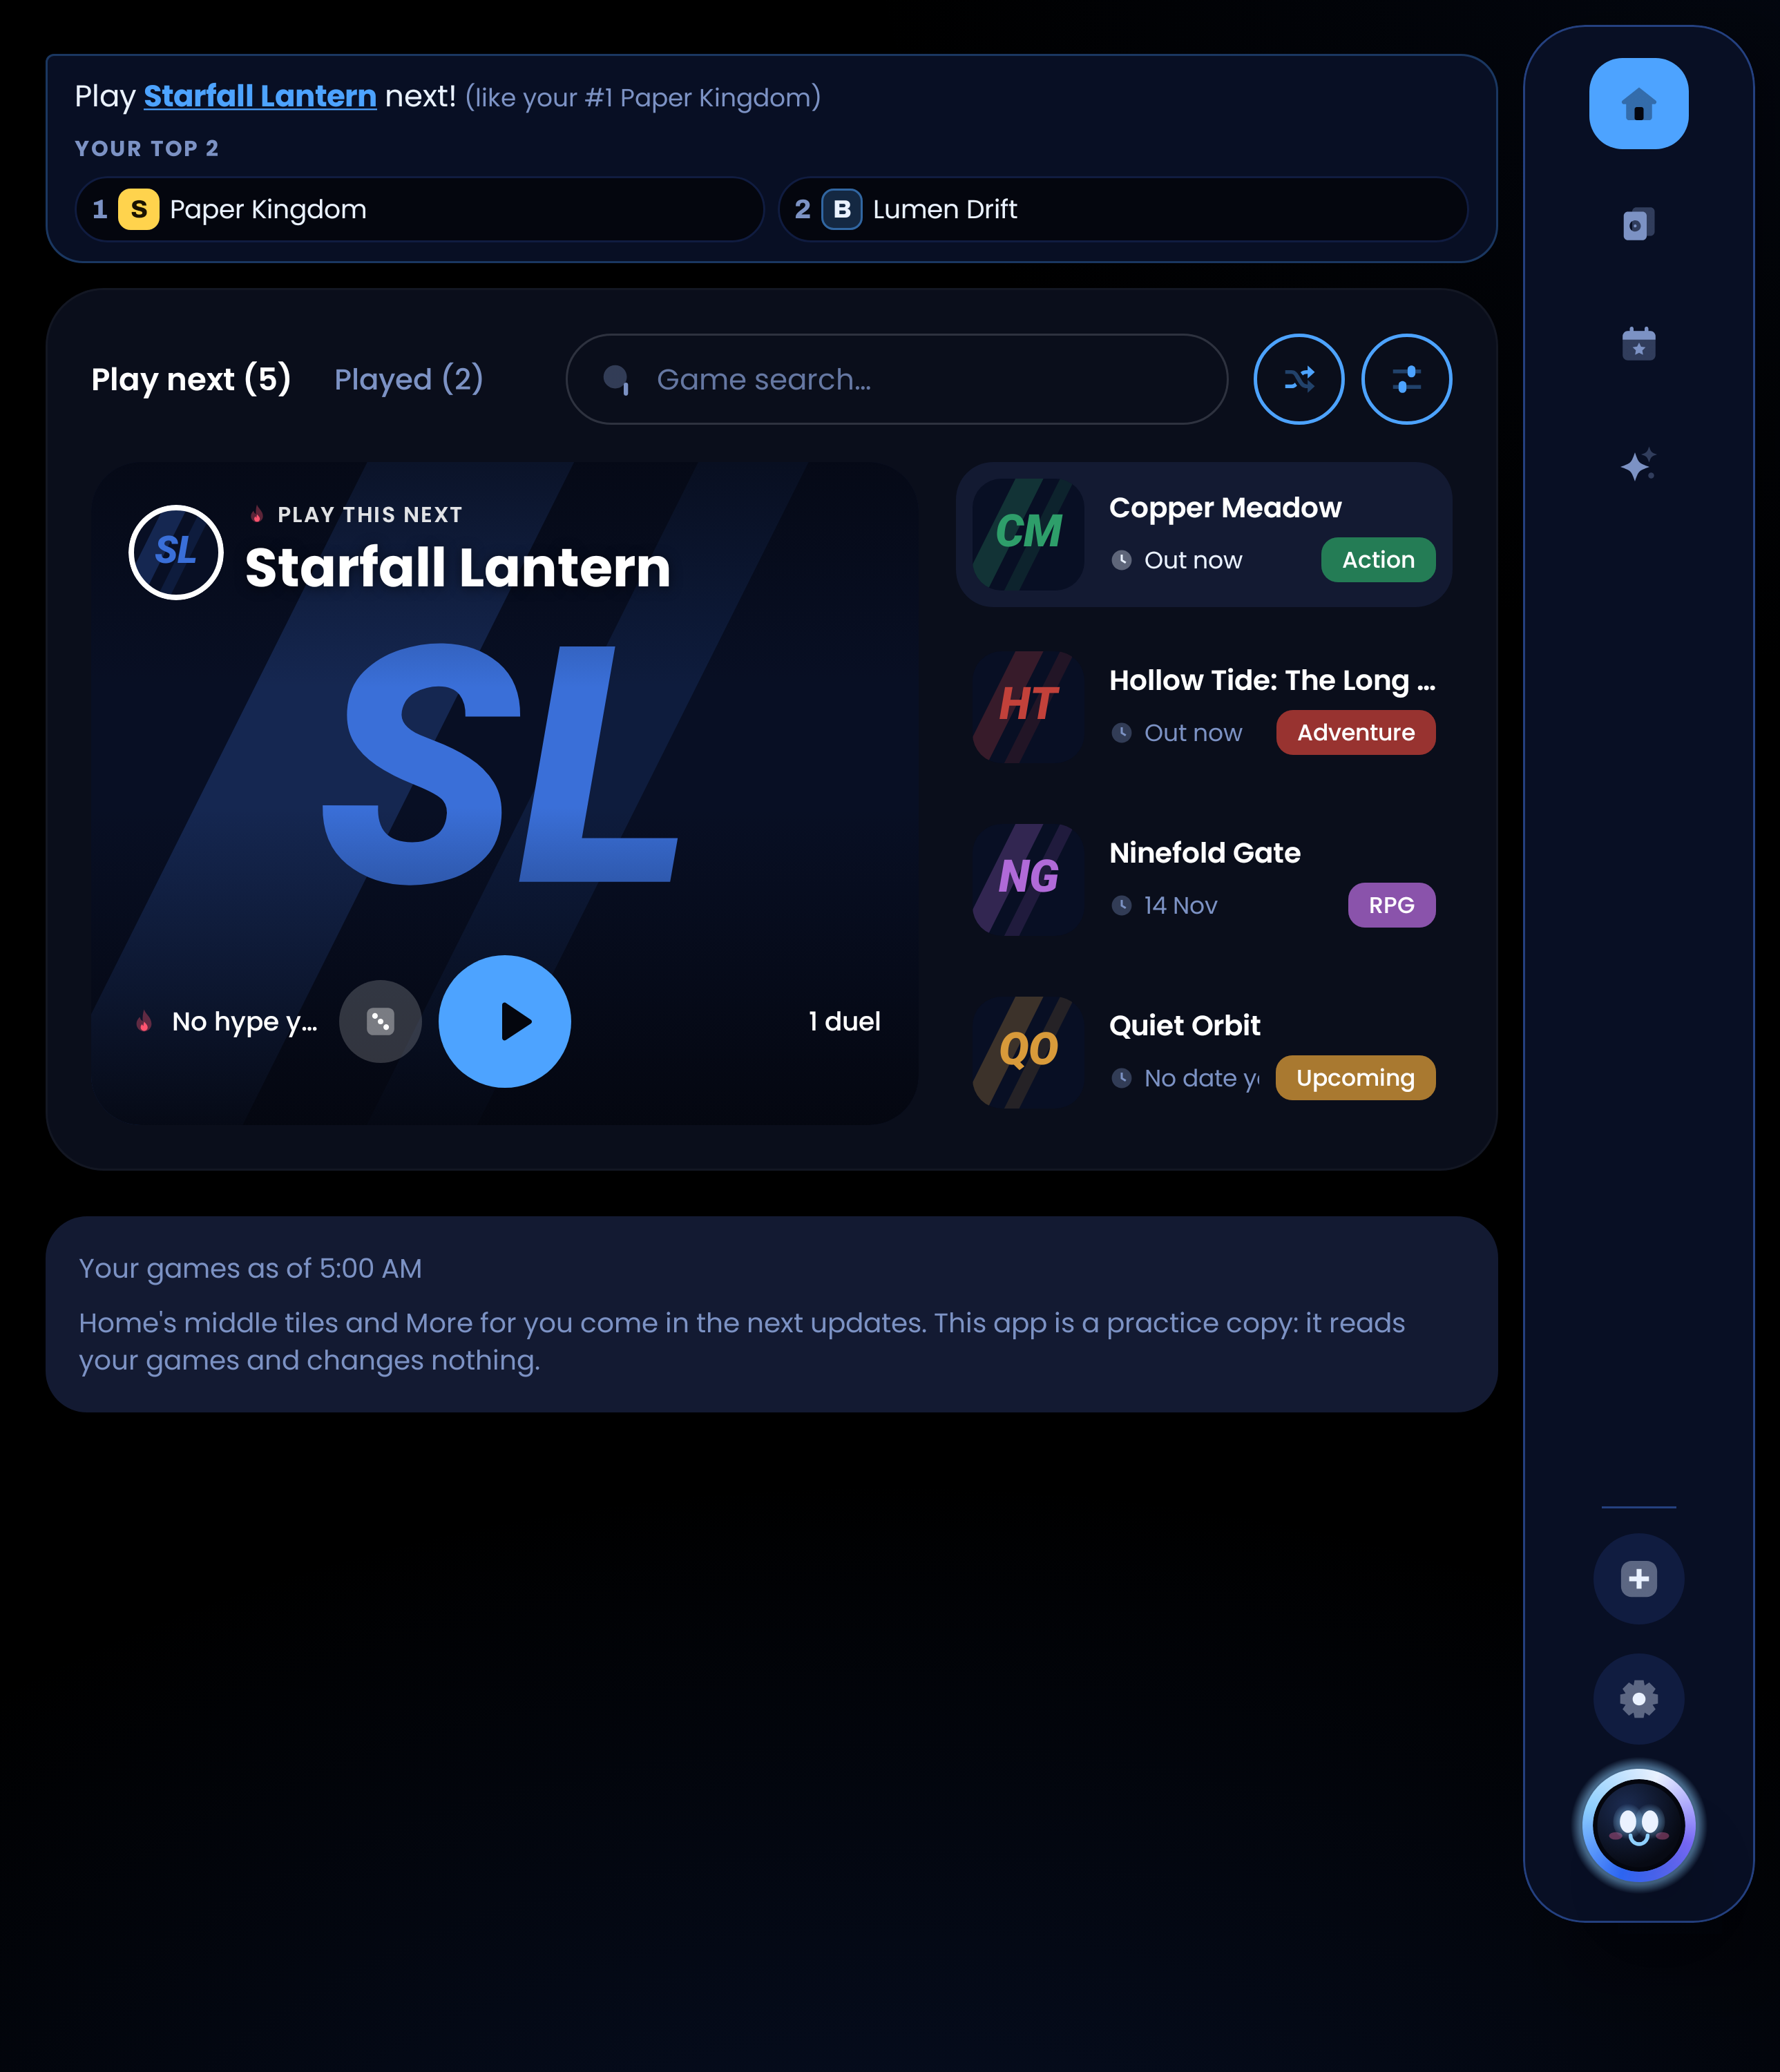 Play Starfall Lantern next! (like your #1 Paper Kingdom)
YOUR TOP 2
1 S Paper Kingdom
2 B Lumen Drift
Play next (5)
Played (2)
Game search...
SL
PLAY THIS NEXT
Starfall Lantern
SL
No hype y...
1 duel
CM
Copper Meadow
Out now
Action
HT
Hollow Tide: The Long ...
Out now
Adventure
NG
Ninefold Gate
14 Nov
RPG
QO
Quiet Orbit
No date y
Upcoming
Your games as of 5:00 AM
Home's middle tiles and More for you come in the next updates. This app is a practice copy: it reads
your games and changes nothing.